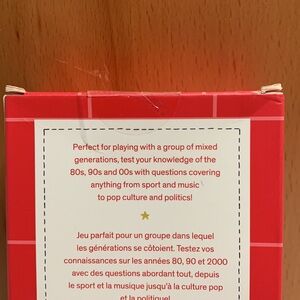 Perfect for playing with a group of mixed
generations, test your knowledge of the
80s, 90s and 00s with questions covering
anything from sport and music
to pop culture and politics!
Jeu parfait pour un groupe dans lequel
les générations se côtoient. Testez vos
connaissances sur les années 80, 90 et 2000
avec des questions abordant tout, depuis
le sport et la musique jusqu'à la culture pop
et la politique!